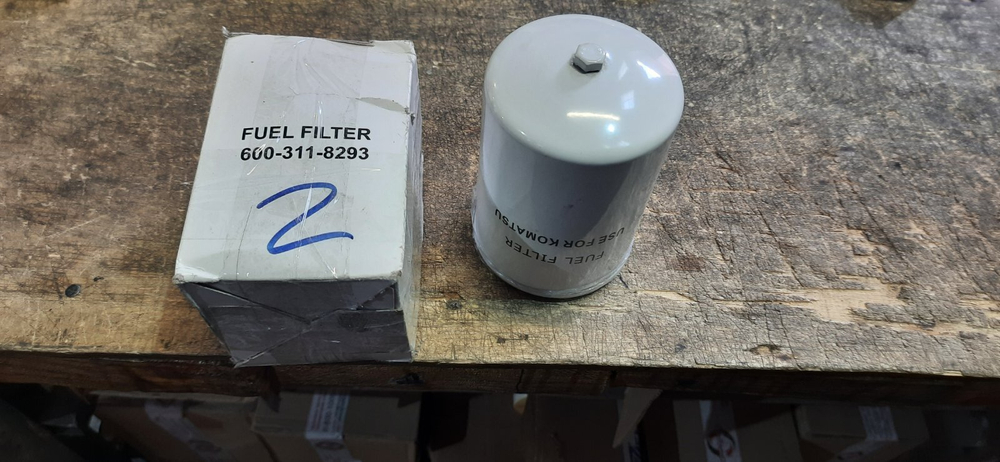 FUEL FILTER
600-311-8293
2
FUEL FILTER
USE FOR KOMATSU